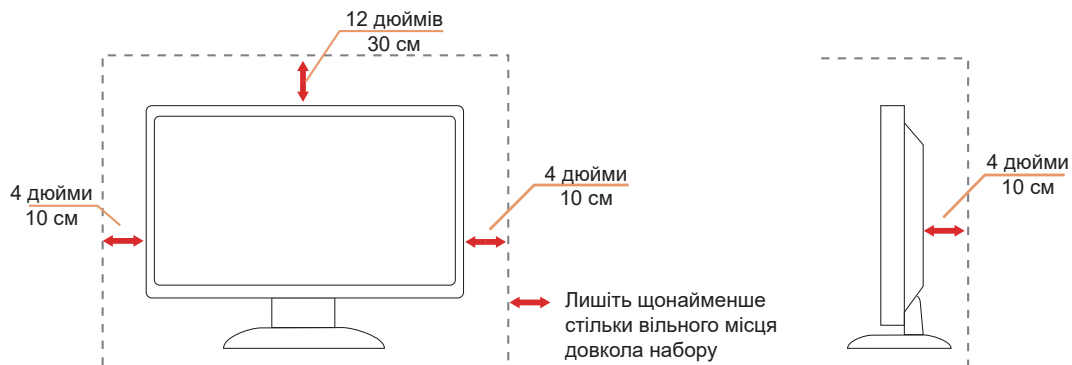 12 дюймів
30 см
4 дюйми
10 см
4 дюйми
10 см
4 дюйми
10 см
Лишіть щонайменше
стільки вільного місця
довкола набору